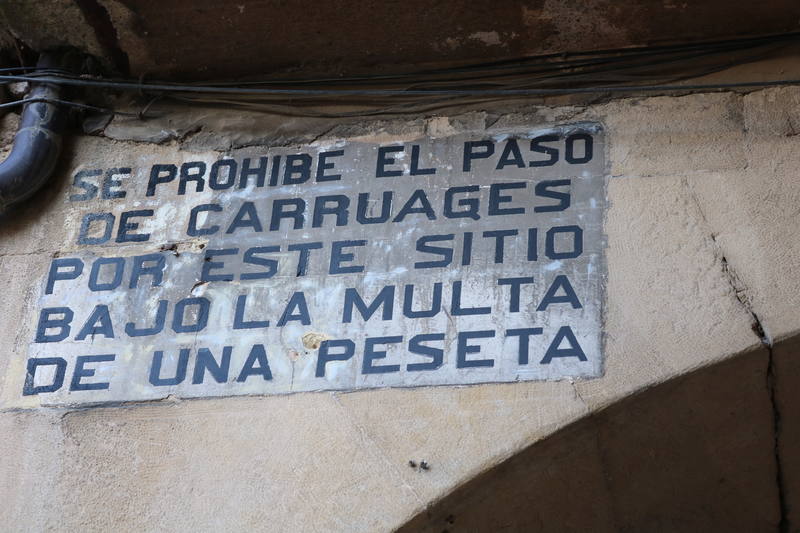 SE PROHIBE EL PASO
DE CARRUAGES
POR ESTE SITIO
BAJO LA MULTA
DE UNA PESETA